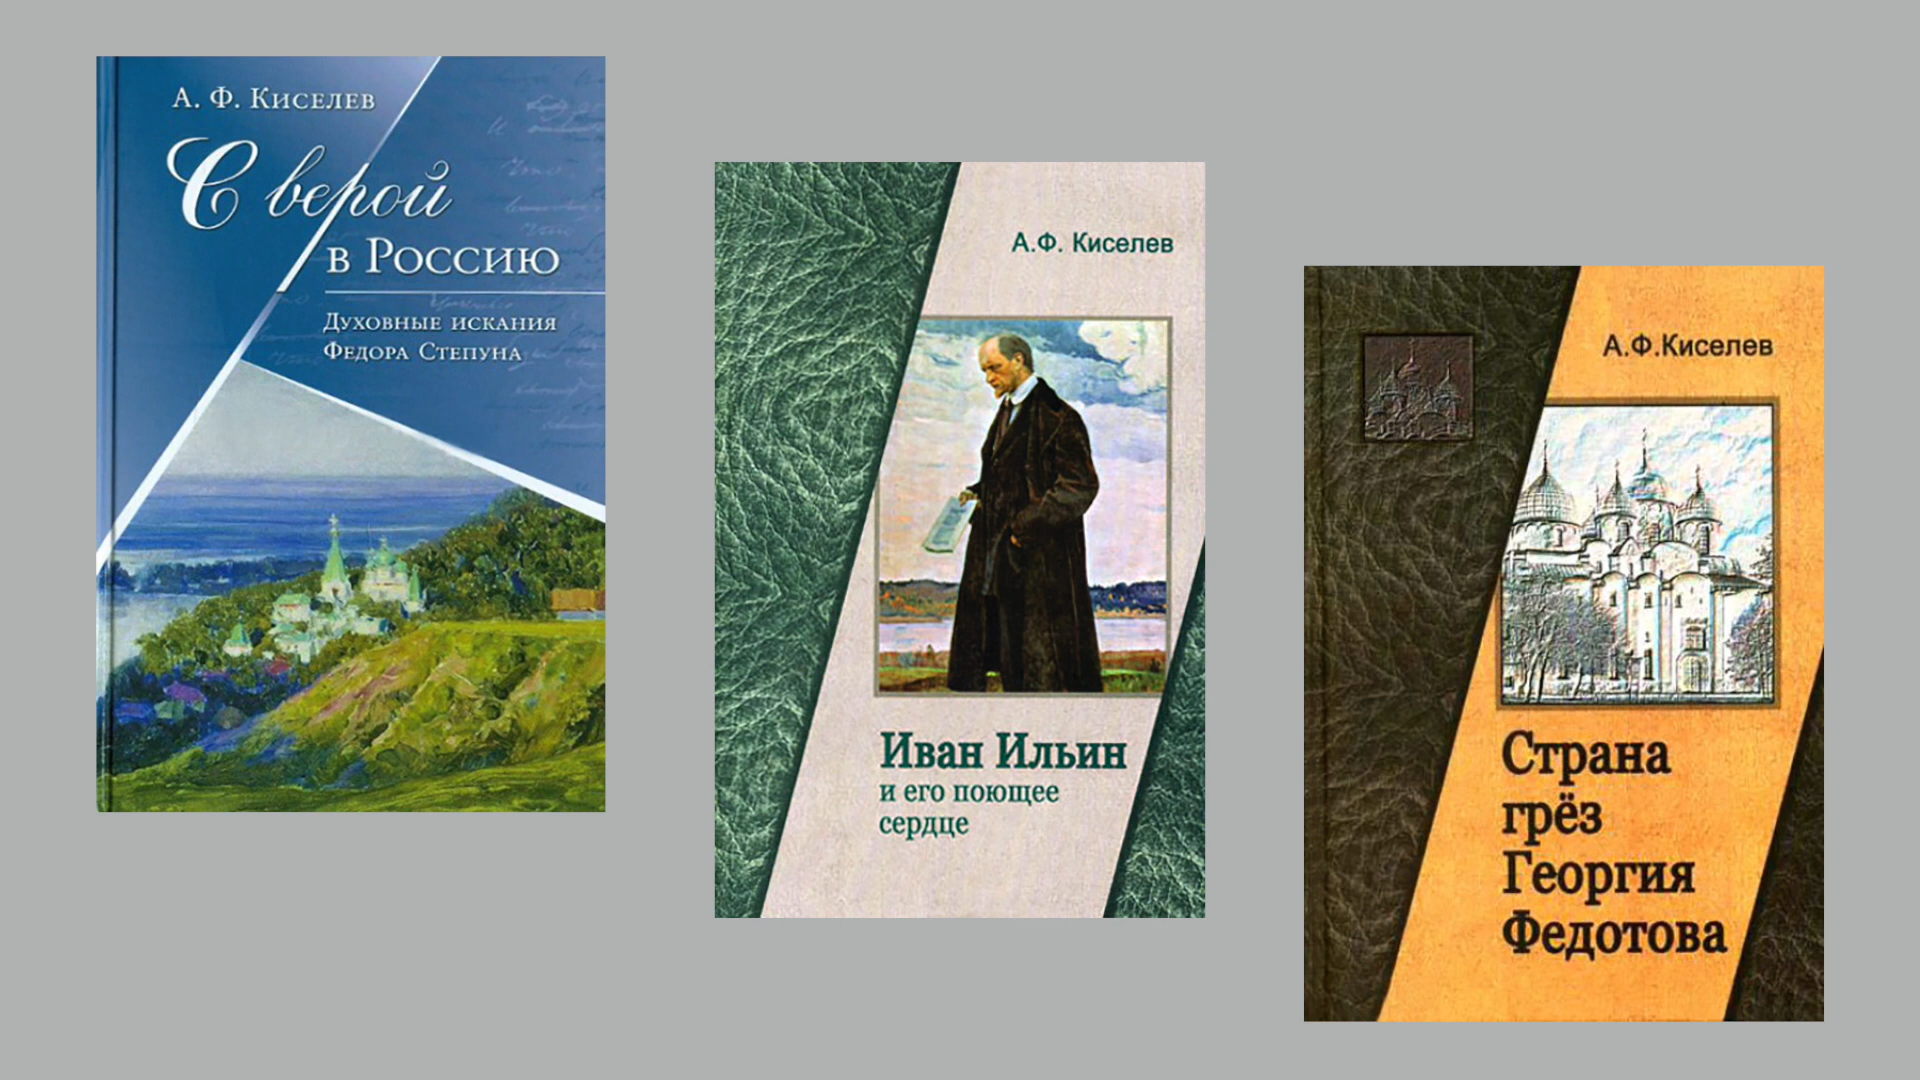 А. Ф. Киселев
С верой
в Россию
Духовные искания
Федора Степуна
А.Ф. Киселев
Иван Ильин
и его поющее
сердце
А.Ф.Киселев
Страна
грёз
Георгия
Федотова